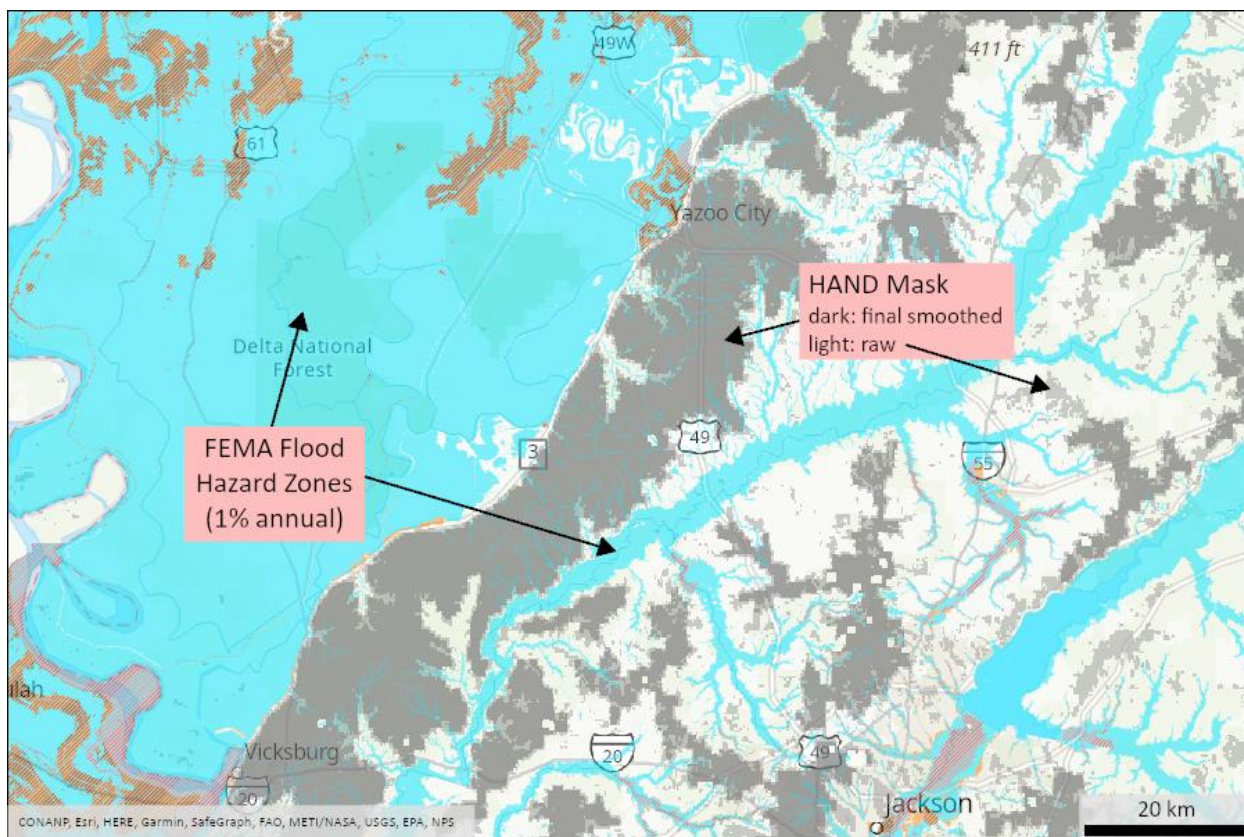 49W
411 ft
61
Yazoo City
HAND Mask
dark: final smoothed
light: raw
Delta National
Forest
FEMA Flood
Hazard Zones
(1% annual)
3
49
55
ilah
Vicksburg
20
20
49
Jackson
20 km
CONANP, Esri, HERE, Garmin, SafeGraph, FAO, METI/NASA, USGS, EPA, NPS